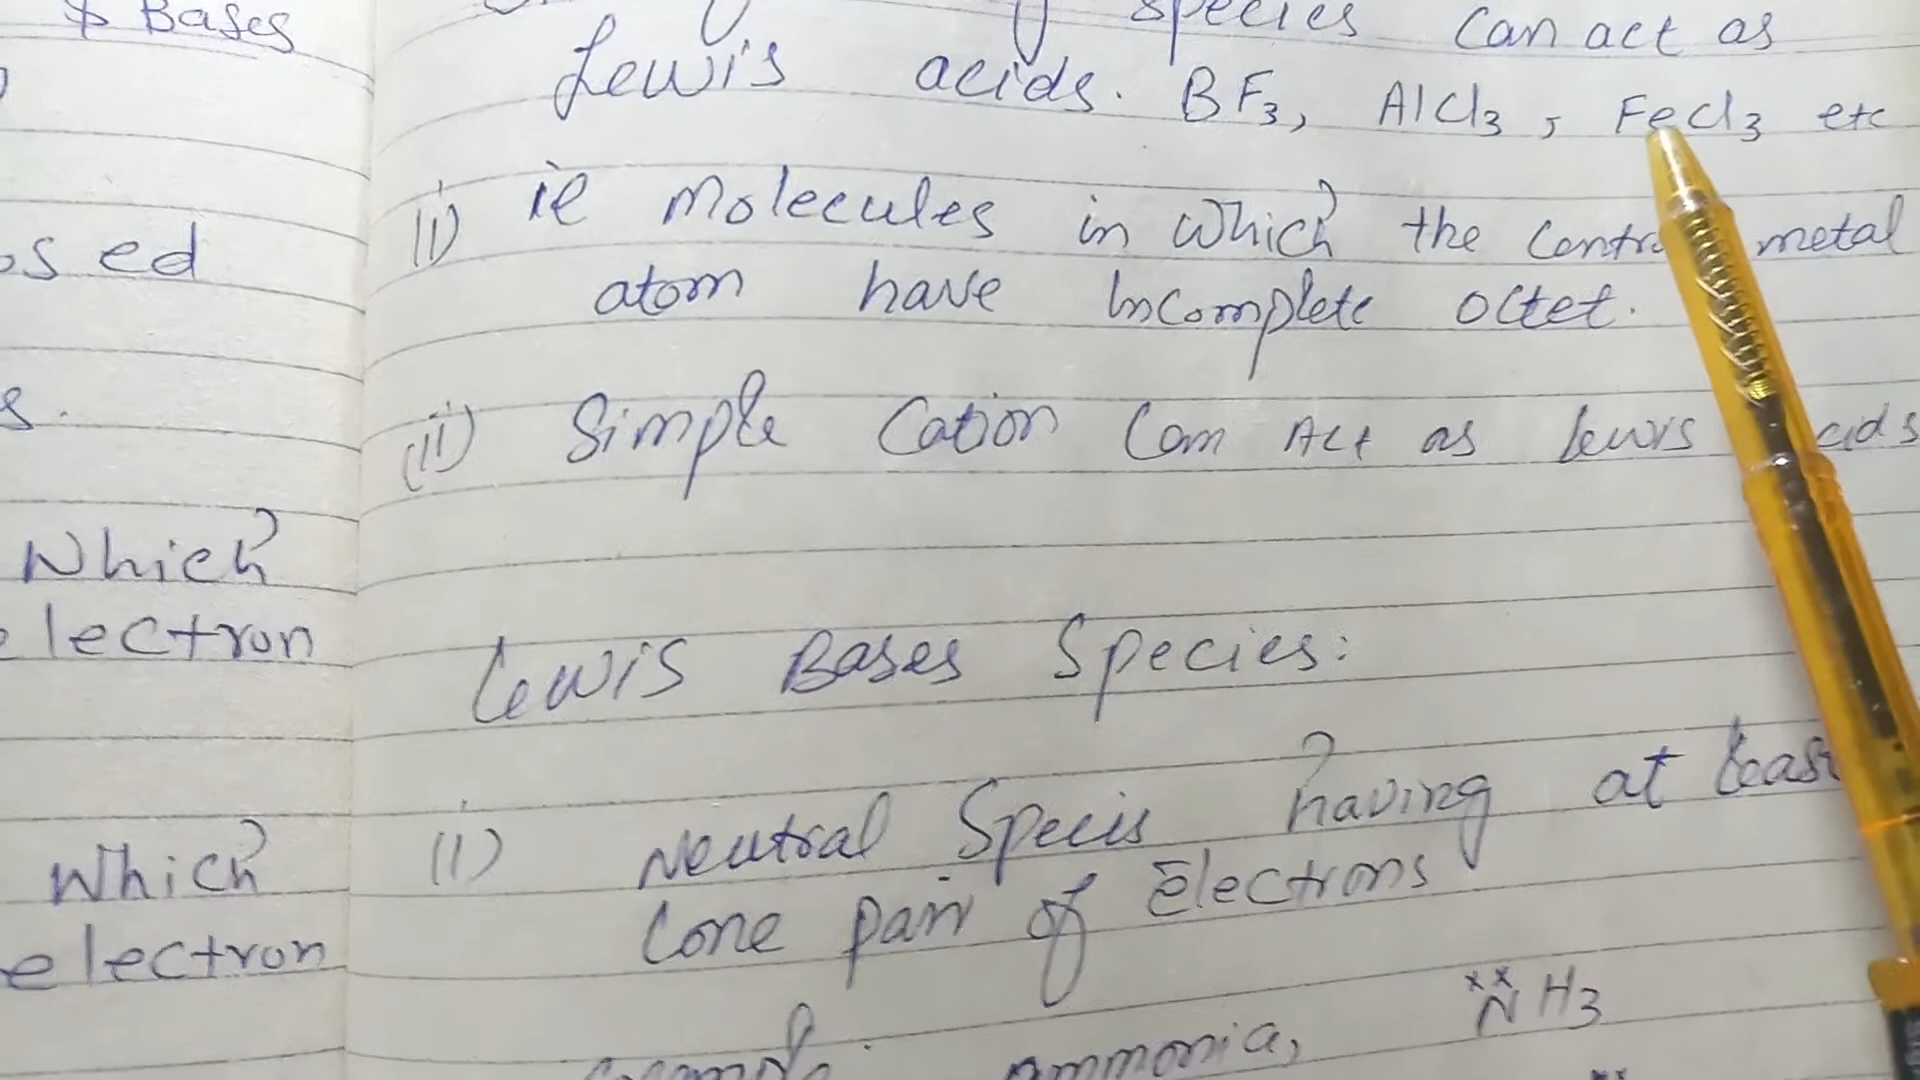 & Bases
sed
s.
Which
lectron
Which
electron
species can act as
Lewis acids. BF3, AlCl3, FeCl3 etc
ii) ie molecules in which the metal
atom have incomplete octet.
(ii) Simple Cation Can Act as Lewis
Lewis Bases Species:
(i) Neutral Specis having at least
lone pair of Electrons
ammonia, NH3